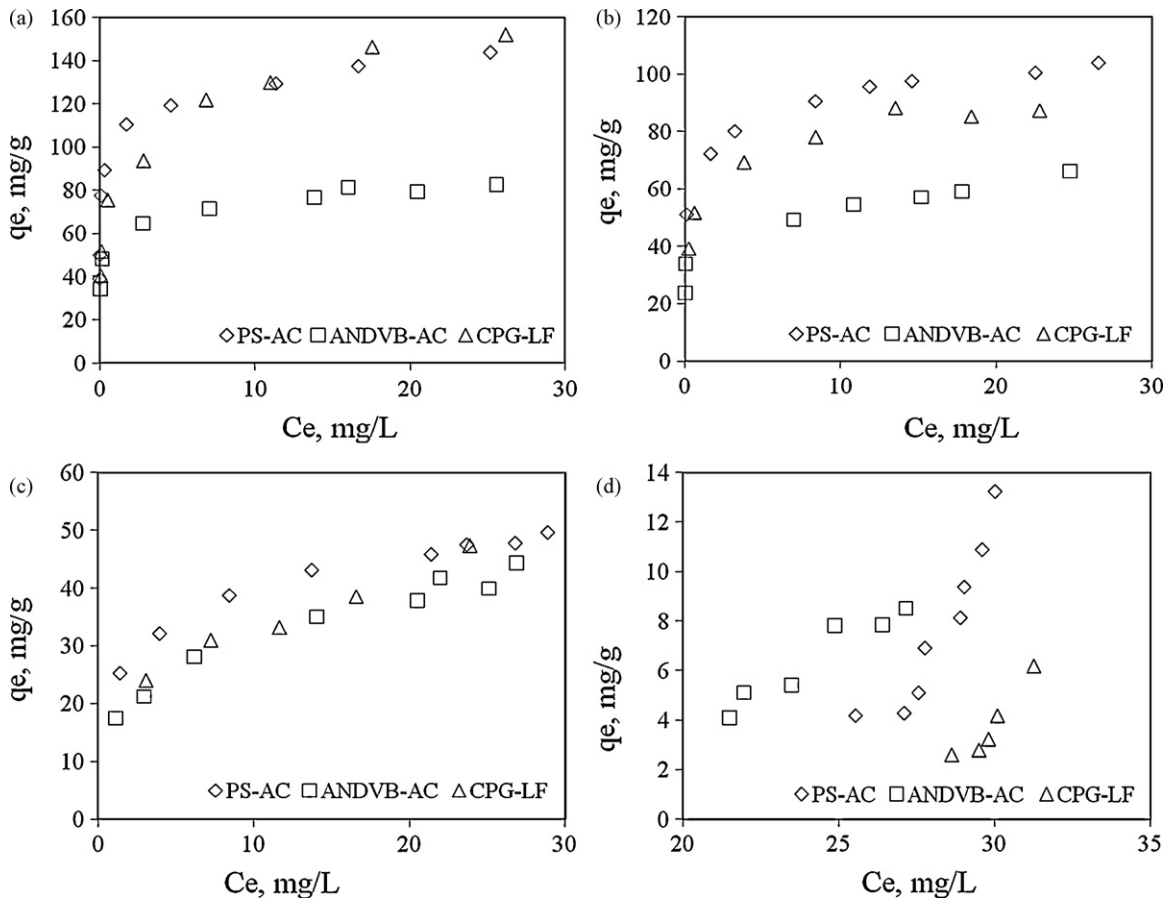 (a)
160
140
120
100
80
60
40
20
0
qe, mg/g
PS-AC ANDVB-AC CPG-LF
0 10 20 30
Ce, mg/L
(b)
120
100
80
60
40
20
0
qe, mg/g
PS-AC ANDVB-AC CPG-LF
0 10 20 30
Ce, mg/L
(c)
60
50
40
30
20
10
0
qe, mg/g
PS-AC ANDVB-AC CPG-LF
0 10 20 30
Ce, mg/L
(d)
14
12
10
8
6
4
2
0
qe, mg/g
PS-AC ANDVB-AC CPG-LF
20 25 30 35
Ce, mg/L